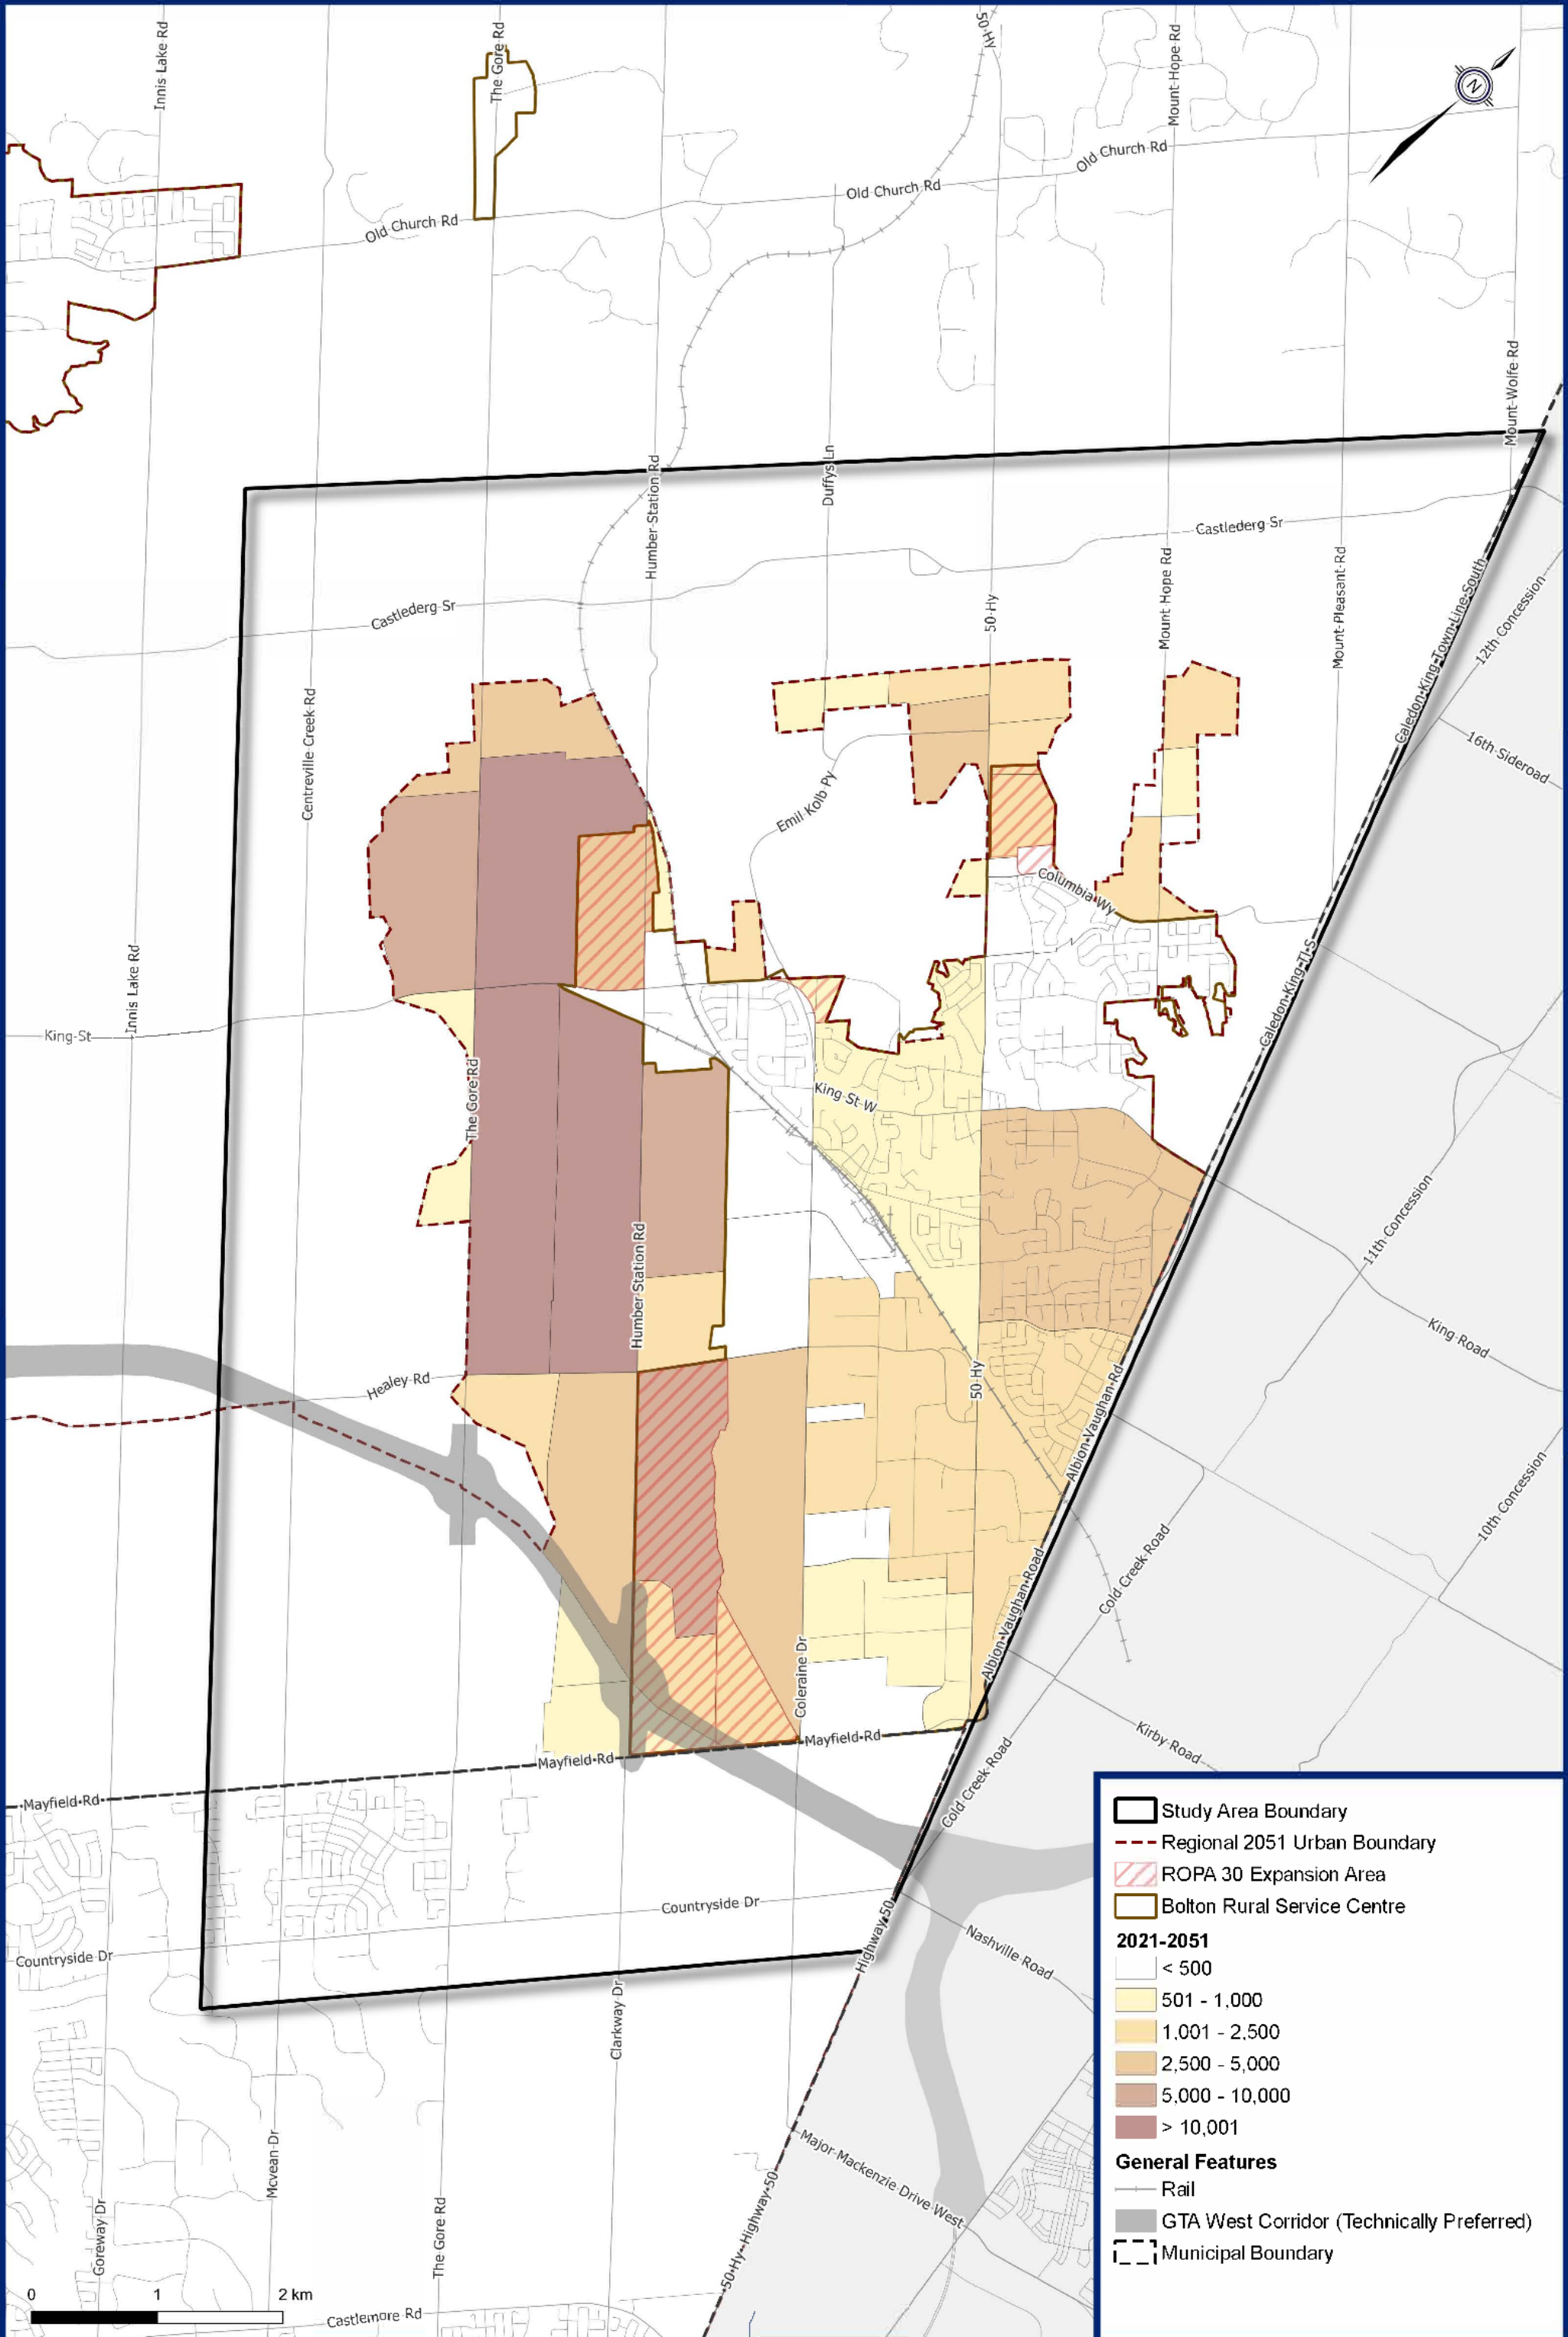 Innis Lake Rd
The Gore Rd
50-Hy
Mount-Hope Rd
N
Old Church Rd
Old Church Rd
Old Church Rd
Mount-Wolfe Rd
Humber-Station Rd
Duffys Ln
Castlederg-Sr
Castlederg-Sr
Centreville Creek Rd
50-Hy
Mount Hope Rd
Mount-Pleasant-Rd
Caledon-King-Town-Line-South
12th Concession
16th-Sideroad
Emil-Kolb-Py
Columbia Wy
Innis Lake Rd
King-St
The Gore Rd
King-St-W
Caledon-King-Tl-S
11th-Concession
Humber-Station Rd
King-Road
Healey Rd
50-Hy
Albion-Vaughan-Rd
10th-Concession
Albion-Vaughan-Road
Cold-Creek-Road
Coleraine Dr
Mayfield-Rd
Mayfield-Rd
Mayfield-Rd
Cold-Creek-Road
Kirby-Road
Countryside Dr
Countryside Dr
Highway-50
Nashville Road
Clarkway-Dr
Mcvean-Dr
Goreway-Dr
The Gore Rd
Major-Mackenzie-Drive-West
50-Hy--Highway-50
Castlemore-Rd
0 1 2 km
Study Area Boundary
Regional 2051 Urban Boundary
ROPA 30 Expansion Area
Bolton Rural Service Centre
2021-2051
< 500
501 - 1,000
1,001 - 2,500
2,500 - 5,000
5,000 - 10,000
> 10,001
General Features
Rail
GTA West Corridor (Technically Preferred)
Municipal Boundary